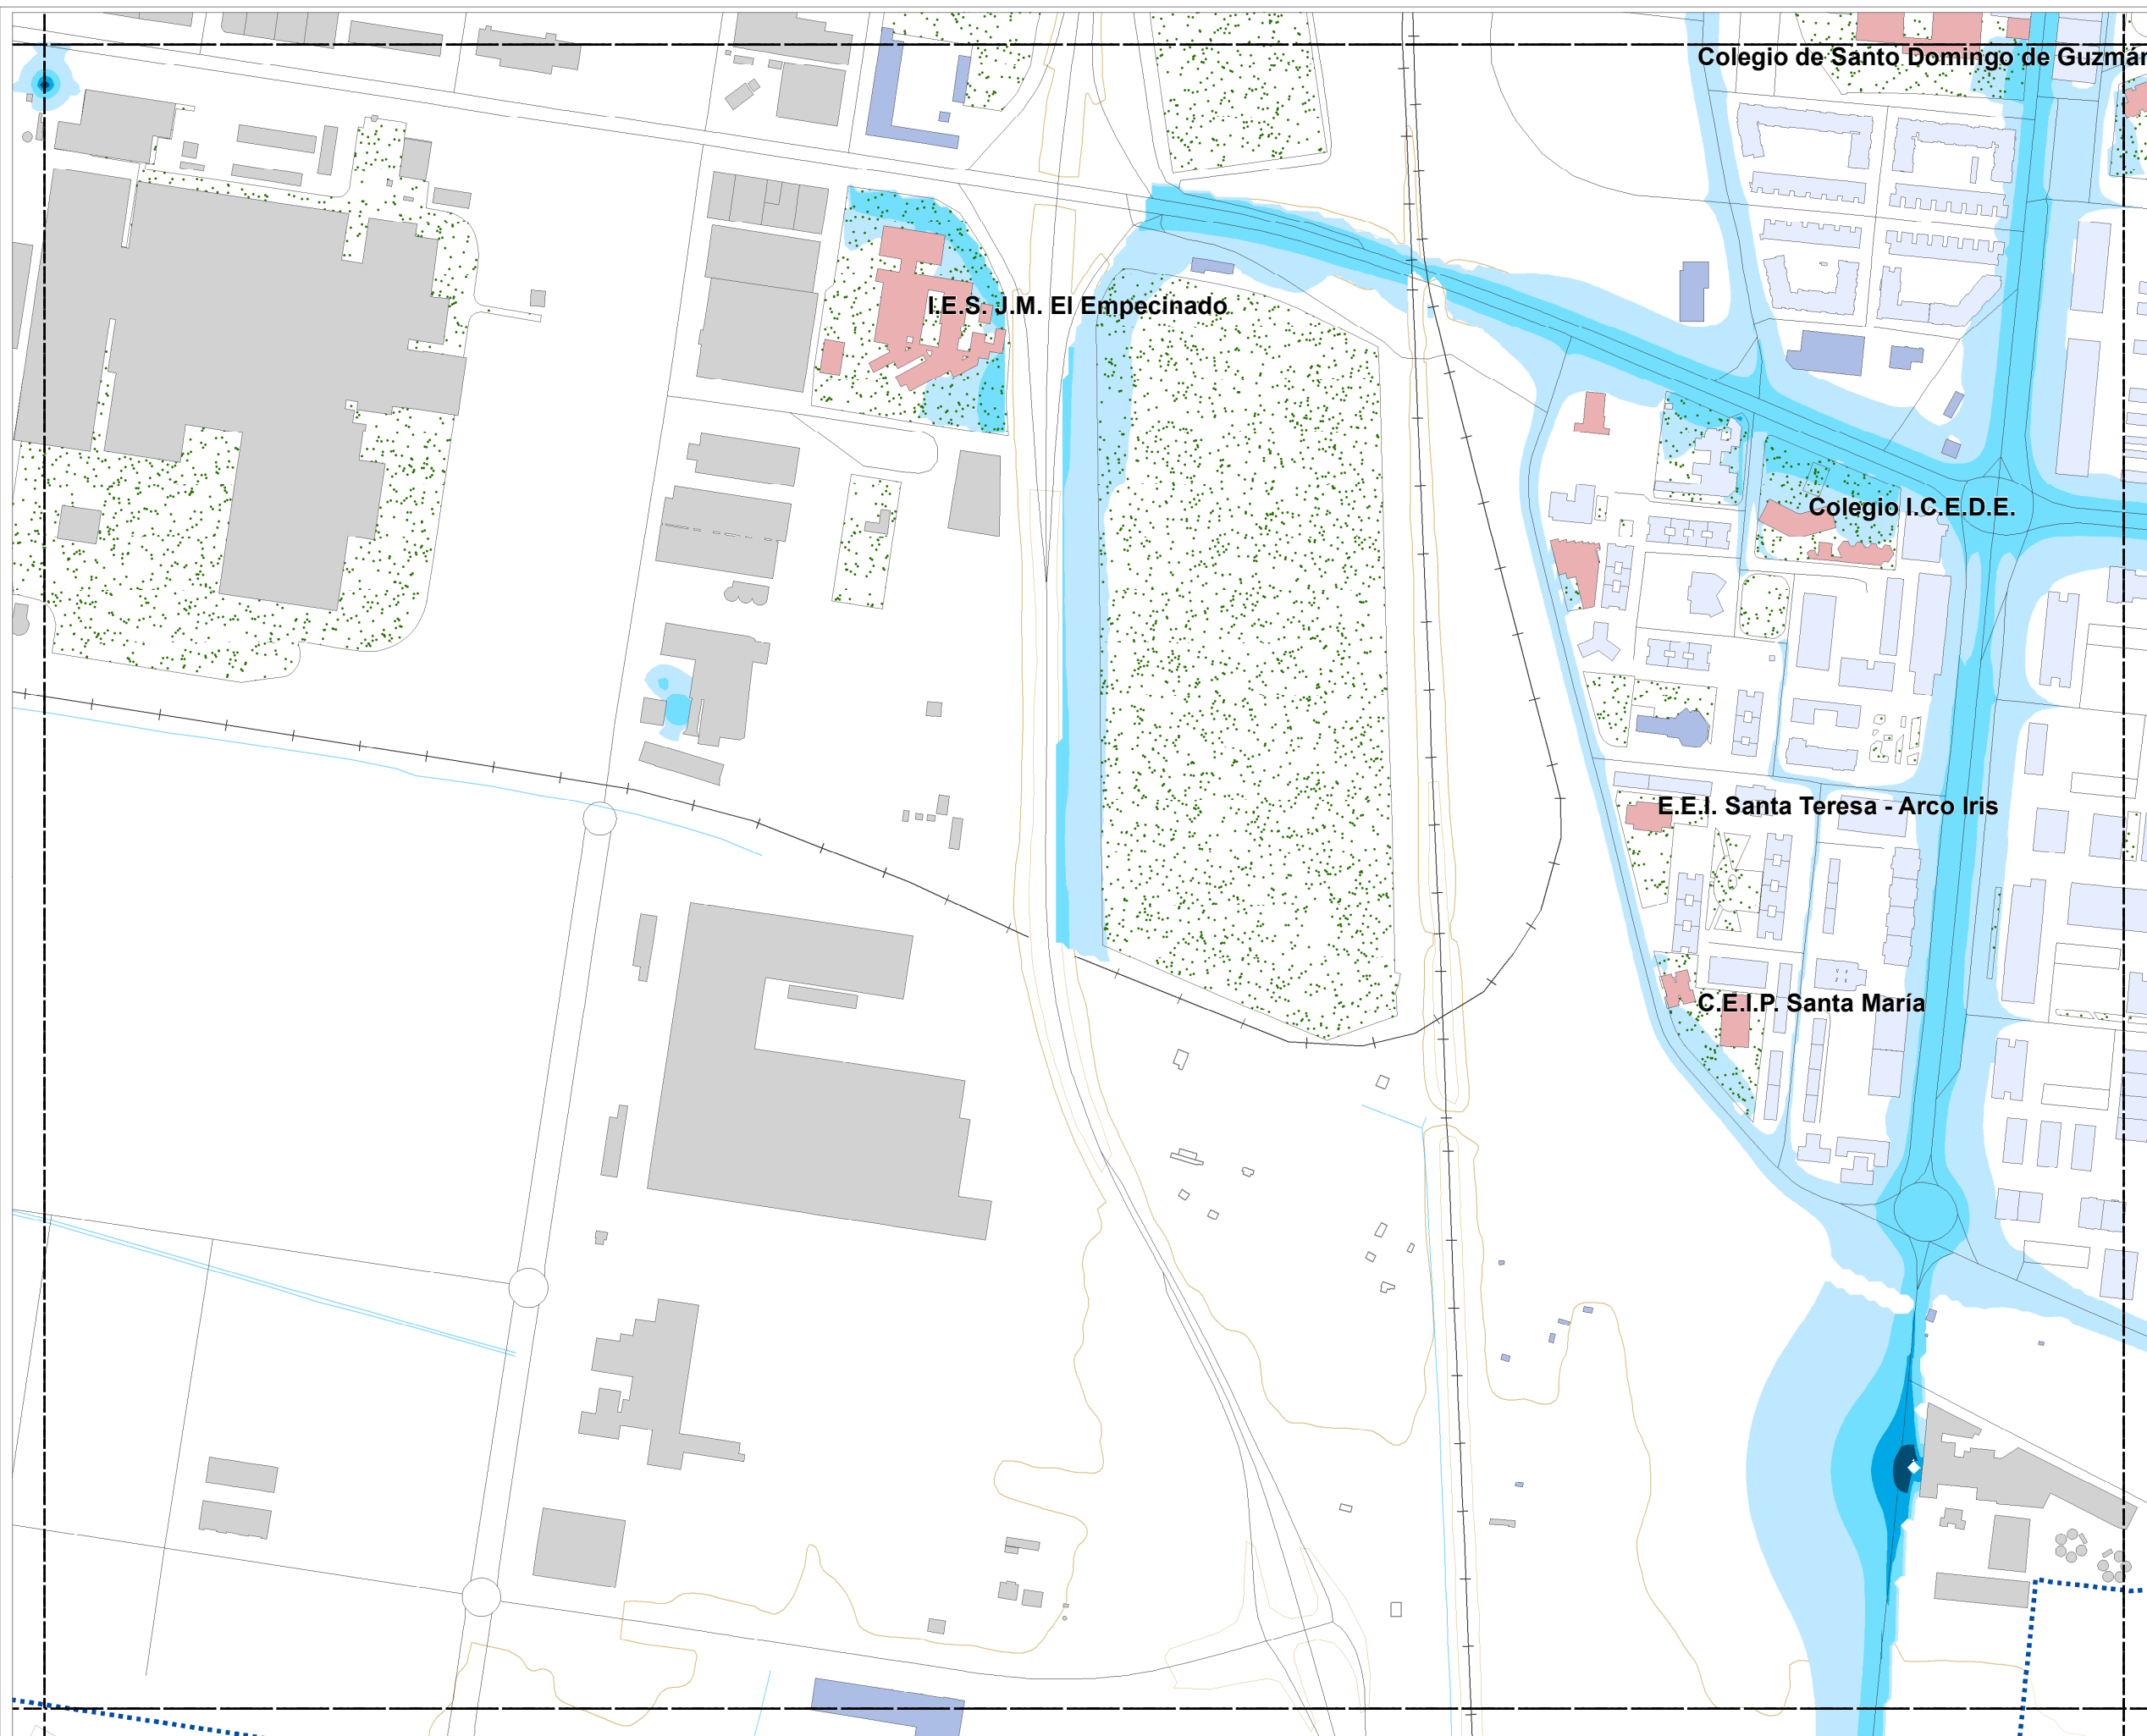 Colegio de Santo Domingo de Guzmán
I.E.S. J.M. El Empecinado
Colegio I.C.E.D.E.
E.E.I. Santa Teresa - Arco Iris
C.E.I.P. Santa María